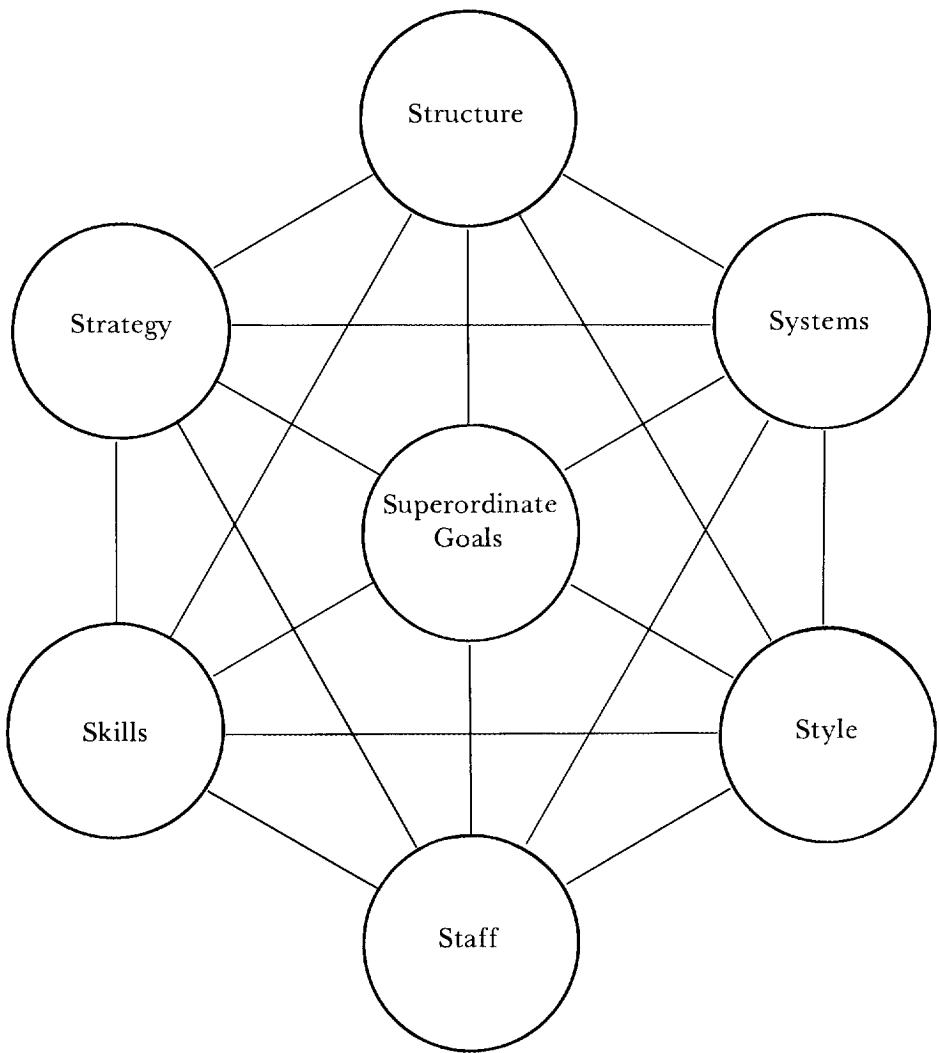 Structure
Strategy
Systems
Superordinate
Goals
Skills
Style
Staff